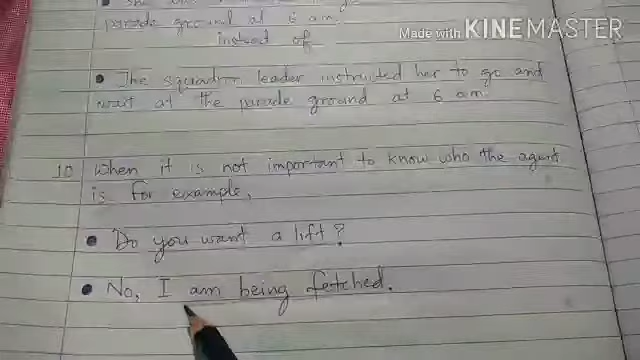 parade ground at 6 am
instead of
• The squadron leader instructed her to go and
wait at the parade ground at 6 am.
10 When it is not important to know who the agent
is for example,
• Do you want a lift?
• No, I am being fetched.
Made with KINEMASTER